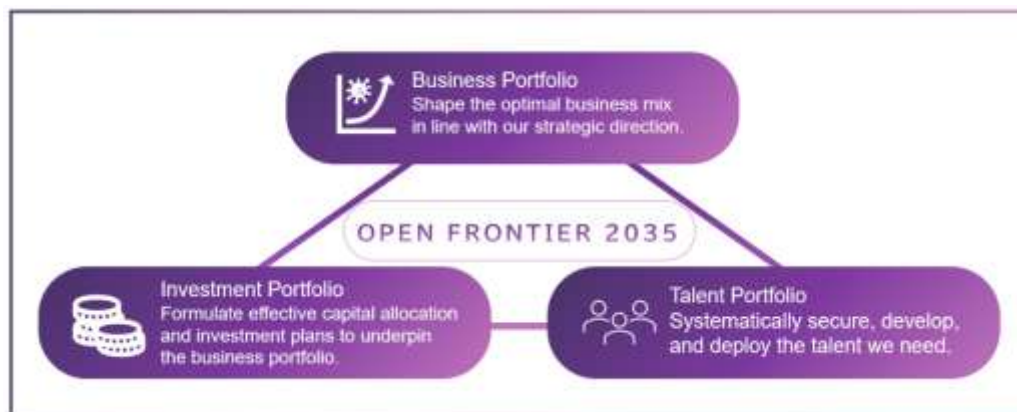 Business Portfolio
Shape the optimal business mix
in line with our strategic direction.
OPEN FRONTIER 2035
Investment Portfolio
Formulate effective capital allocation
and investment plans to underpin
the business portfolio.
Talent Portfolio
Systematically secure, develop,
and deploy the talent we need.